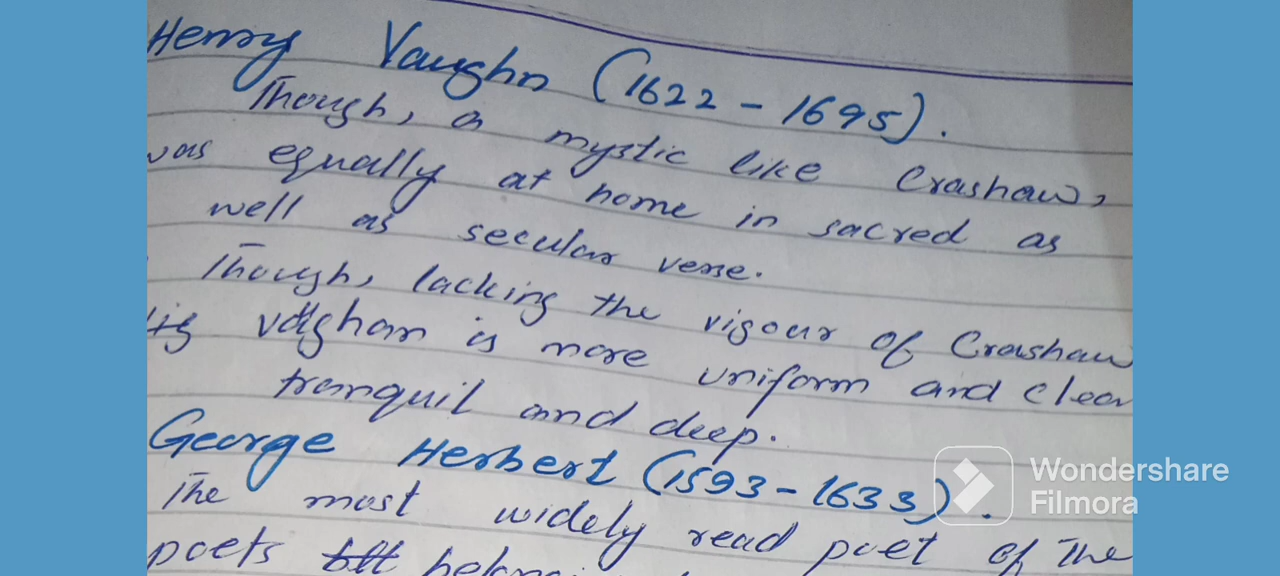 Henry Vaughn (1622 - 1695).
Though, a mystic like Crashaw,
was equally at home in sacred as
well as secular verse.
Though, lacking the vigour of Crashaw
is more uniform and clear
tranquil and deep.
George Herbert (1593 - 1633).
The most widely read poet of The
poets
Wondershare
Filmora